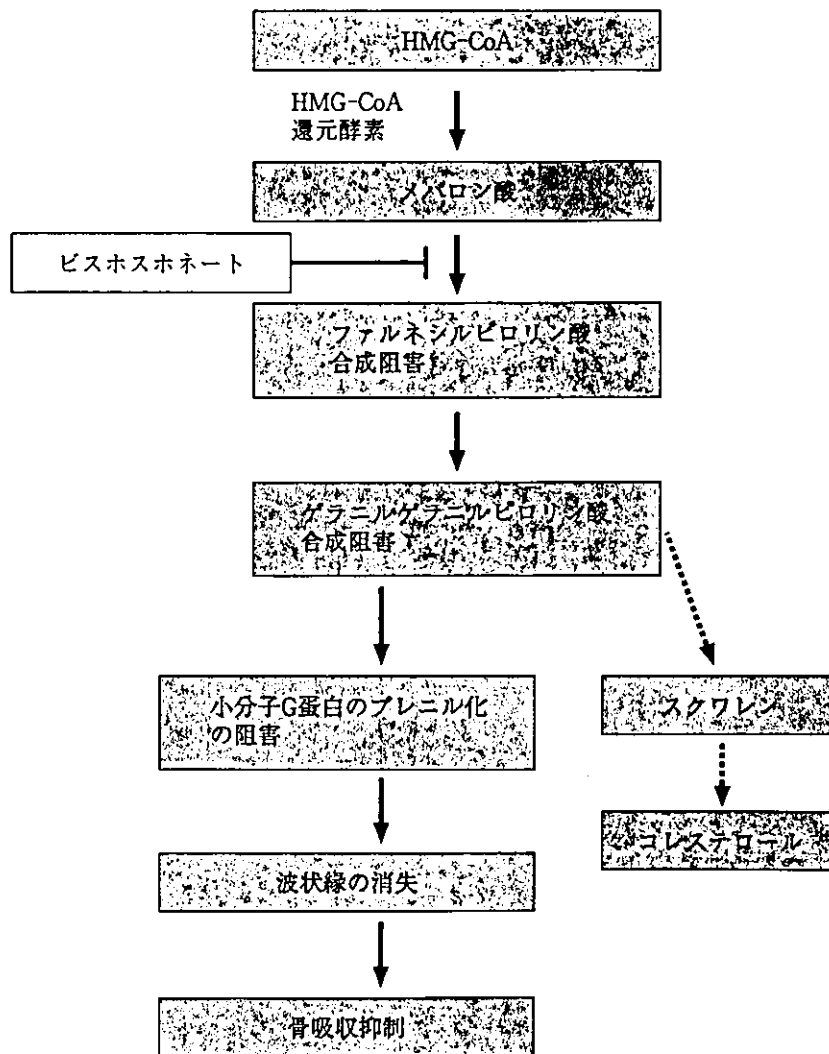 HMG-CoA
HMG-CoA
還元酵素
メバロン酸
ビスホスホネート
ファルネシルピロリン酸
合成阻害
ゲラニルゲラニルピロリン酸
合成阻害
小分子G蛋白のプレニル化
の阻害
スクワレン
波状縁の消失
コレステロール
骨吸収抑制